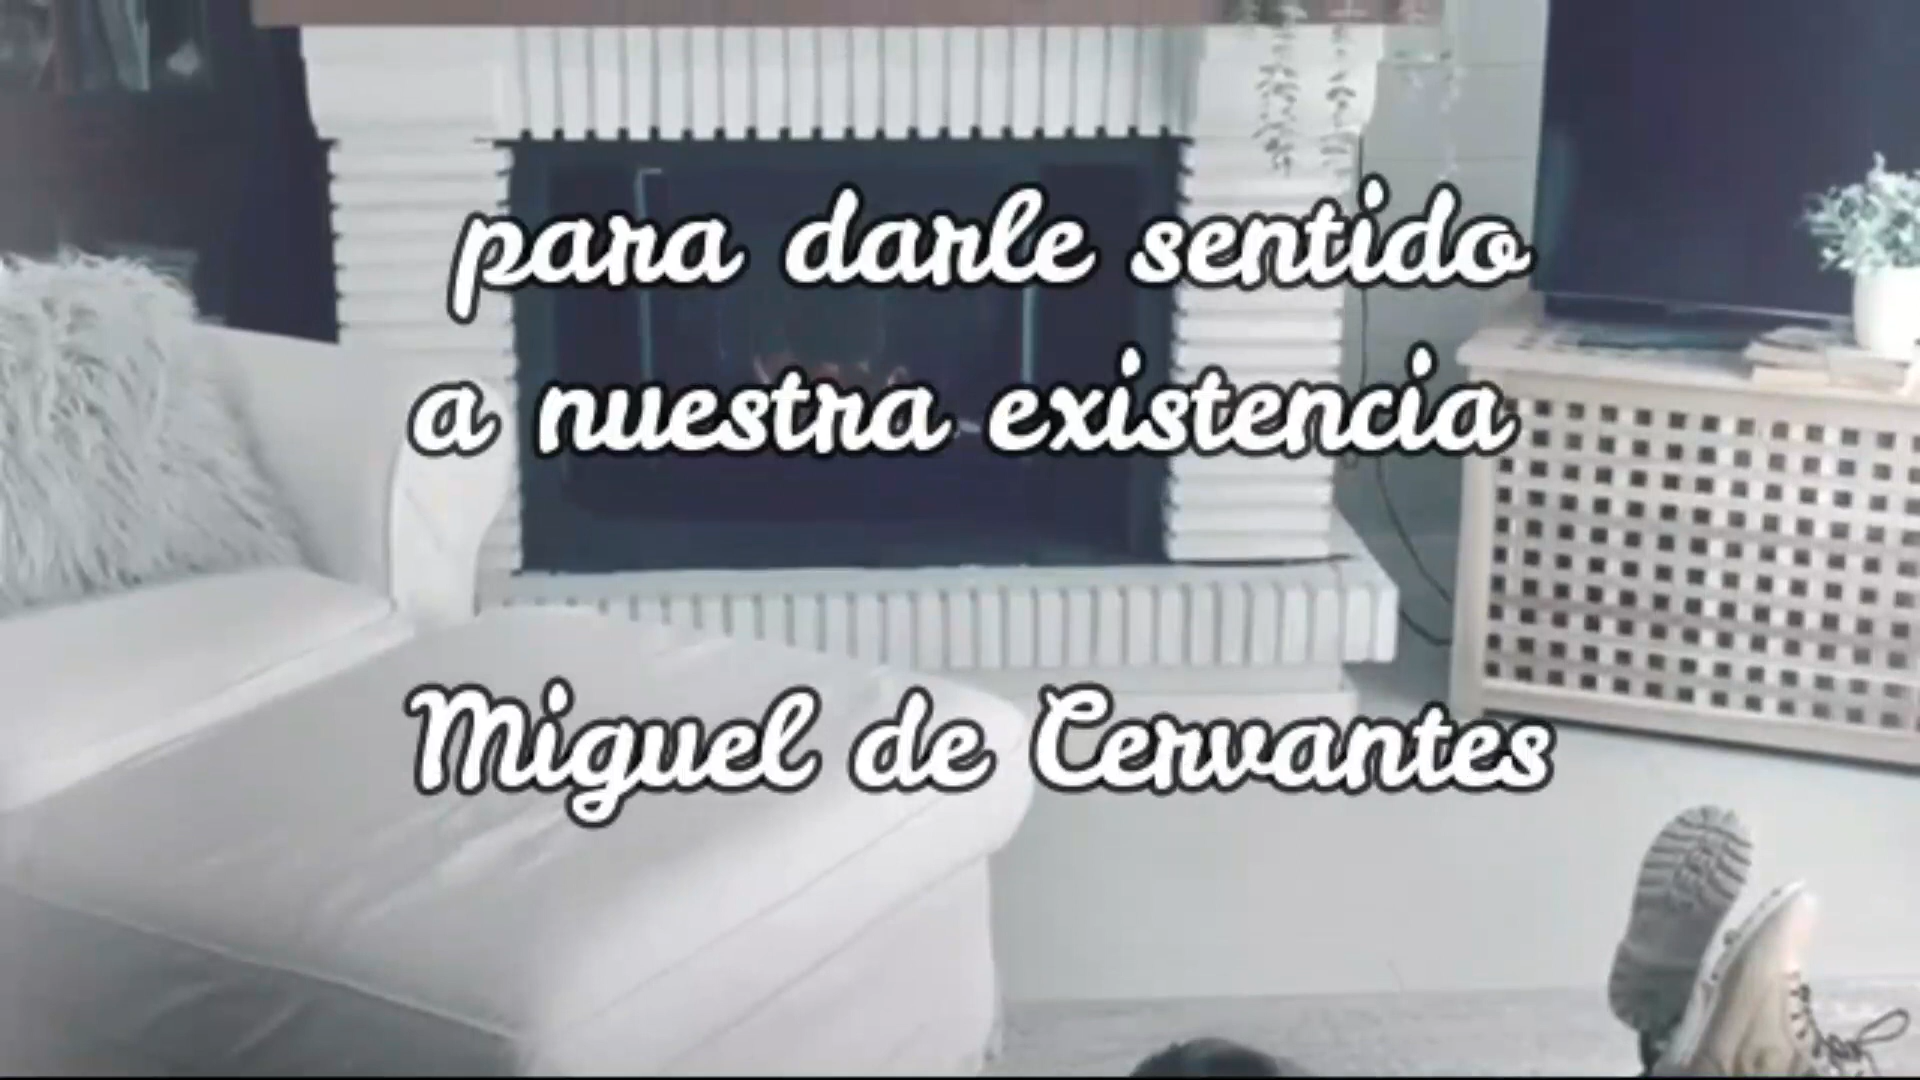 para darle sentido
a nuestra existencia
Miguel de Cervantes